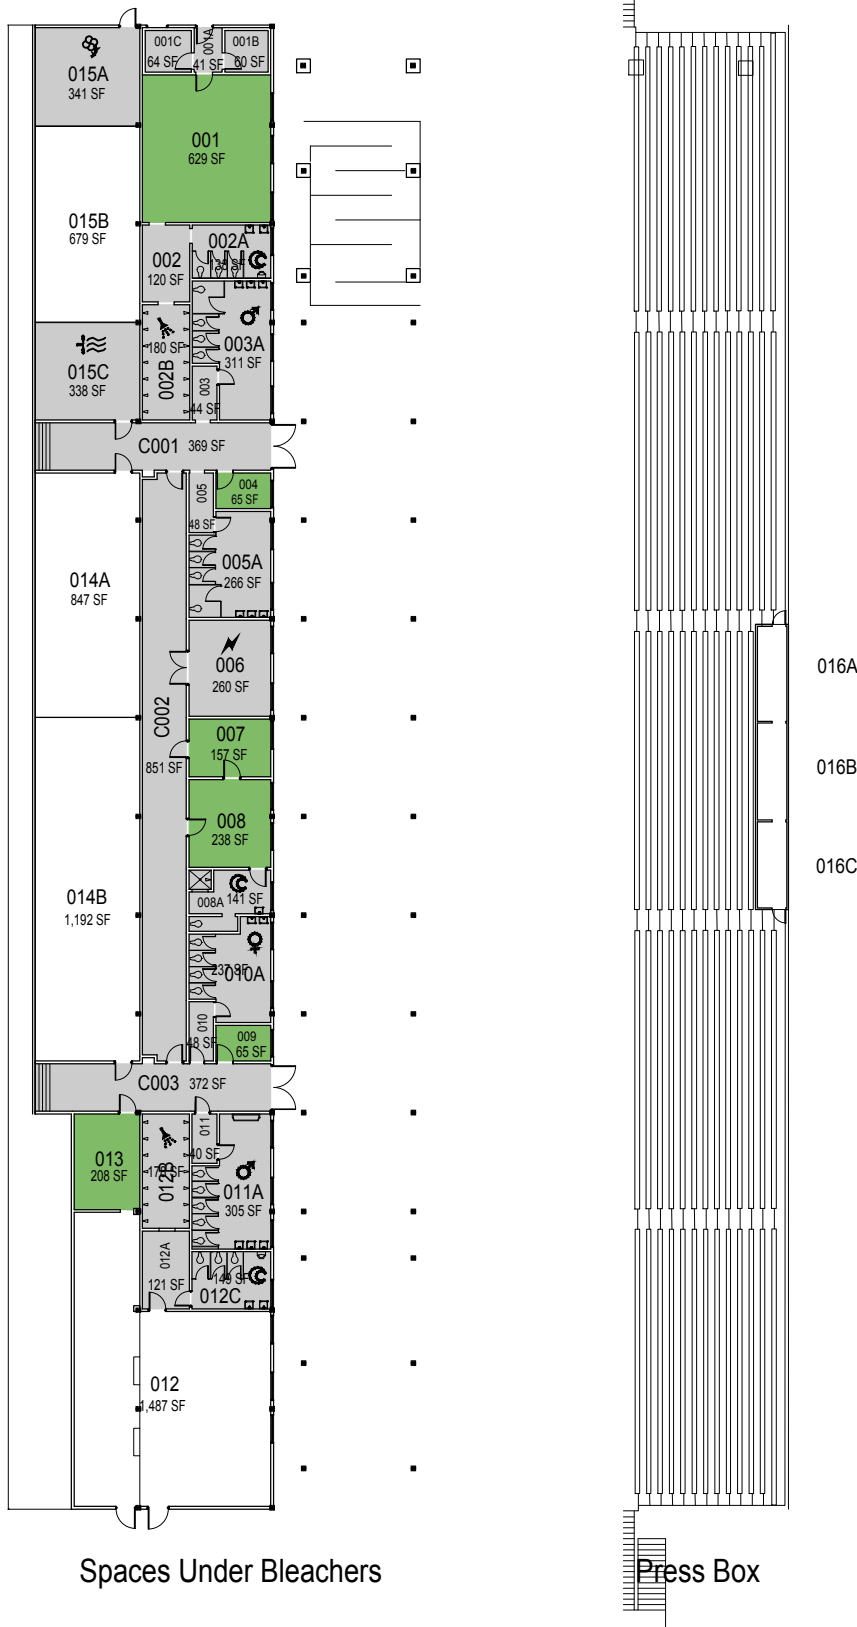 001C
64 SF
001A
41 SF
001B
60 SF
015A
341 SF
001
629 SF
015B
679 SF
002
120 SF
002A
015C
338 SF
180 SF
002B
003A
311 SF
003
44 SF
C001 369 SF
005
48 SF
004
65 SF
014A
847 SF
005A
266 SF
006
260 SF
C002
851 SF
007
157 SF
008
238 SF
014B
1,192 SF
008A
141 SF
237 SF
010A
010
48 SF
009
65 SF
C003 372 SF
013
208 SF
012B
011
40 SF
011A
305 SF
012A
121 SF
149 SF
012C
012
1,487 SF
016A
016B
016C
Spaces Under Bleachers
Press Box